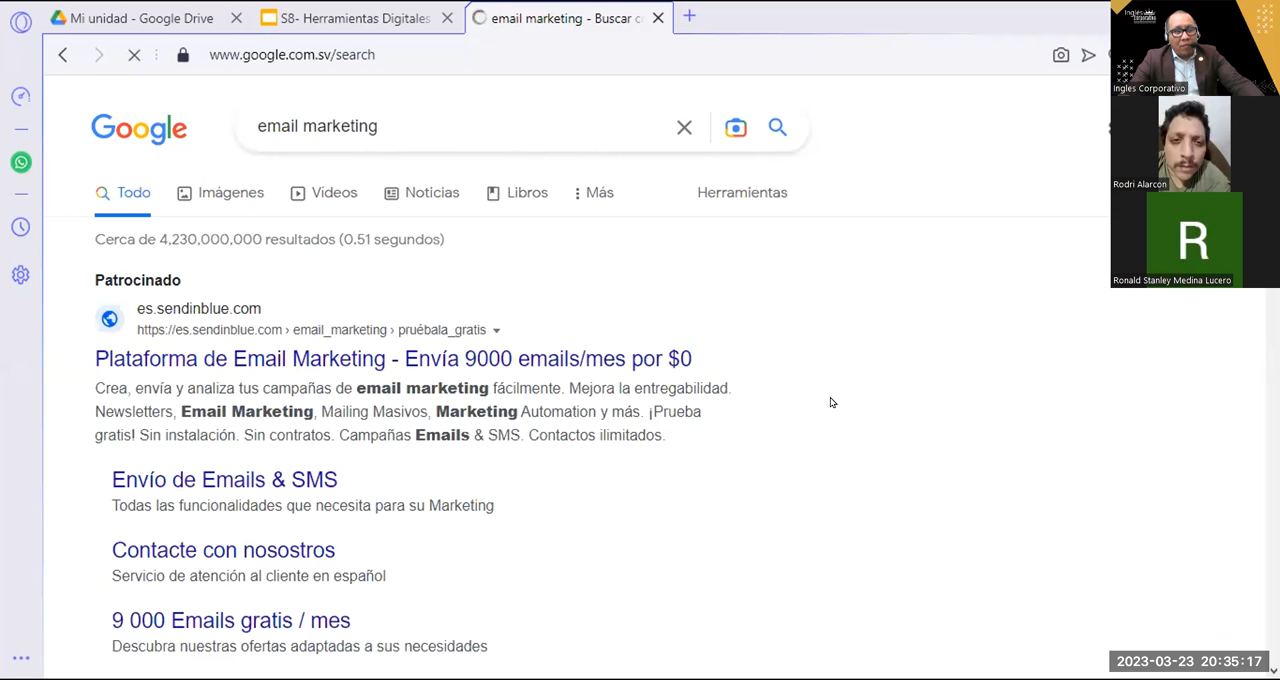 Mi unidad - Google Drive
S8- Herramientas Digitales
email marketing - Buscar c
www.google.com.sv/search
Google
email marketing
Todo
Imágenes
Videos
Noticias
Libros
Más
Herramientas
Cerca de 4,230,000,000 resultados (0.51 segundos)
Patrocinado
es.sendinblue.com
https://es.sendinblue.com › email_marketing › pruébala_gratis
Plataforma de Email Marketing - Envía 9000 emails/mes por $0
Crea, envía y analiza tus campañas de email marketing fácilmente. Mejora la entregabilidad.
Newsletters, Email Marketing, Mailing Masivos, Marketing Automation y más. ¡Prueba
gratis! Sin instalación. Sin contratos. Campañas Emails & SMS. Contactos ilimitados.
Envío de Emails & SMS
Todas las funcionalidades que necesita para su Marketing
Contacte con nosostros
Servicio de atención al cliente en español
9 000 Emails gratis / mes
Descubra nuestras ofertas adaptadas a sus necesidades
Inglés
Corporativo
Ingles Corporativo
Rodri Alarcon
R
Ronald Stanley Medina Lucero
2023-03-23 20:35:17